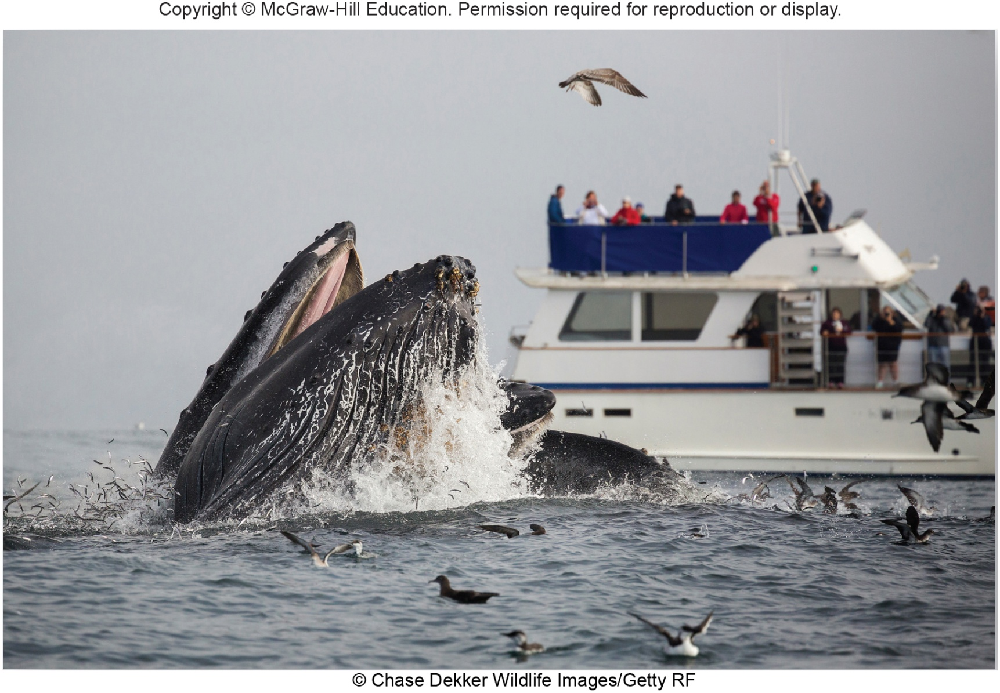 Copyright © McGraw-Hill Education. Permission required for reproduction or display.
© Chase Dekker Wildlife Images/Getty RF